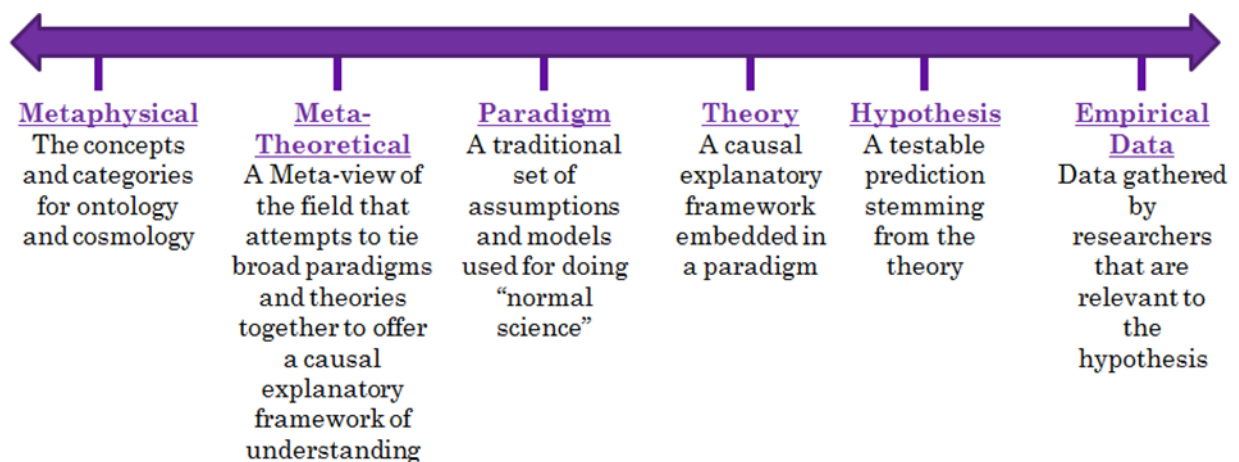 Metaphysical
The concepts
and categories
for ontology
and cosmology
Meta-
Theoretical
A Meta-view of
the field that
attempts to tie
broad paradigms
and theories
together to offer
a causal
explanatory
framework of
understanding
Paradigm
A traditional
set of
assumptions
and models
used for doing
“normal
science”
Theory
A causal
explanatory
framework
embedded in
a paradigm
Hypothesis
A testable
prediction
stemming
from the
theory
Empirical
Data
Data gathered
by
researchers
that are
relevant to
the
hypothesis